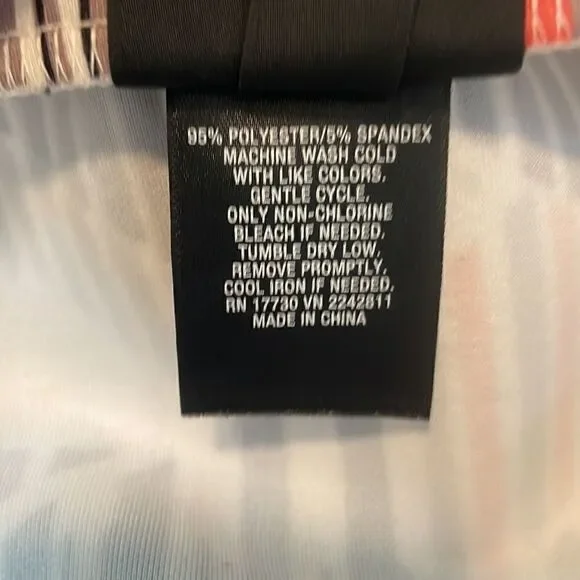 95% POLYESTER/5% SPANDEX
MACHINE WASH COLD
WITH LIKE COLORS.
GENTLE CYCLE.
ONLY NON-CHLORINE
BLEACH IF NEEDED.
TUMBLE DRY LOW.
REMOVE PROMPTLY.
COOL IRON IF NEEDED.
RN 17730 VN 2242811
MADE IN CHINA